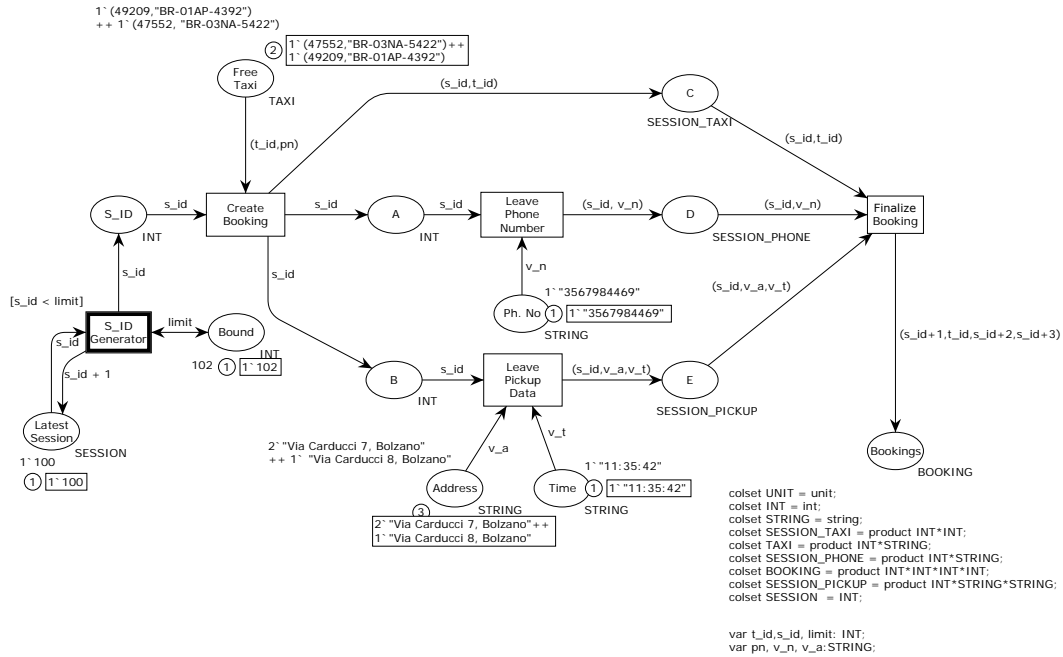 1`(49209,"BR-01AP-4392")
++ 1`(47552, "BR-03NA-5422")
2
1`(47552,"BR-03NA-5422")++
1`(49209,"BR-01AP-4392")
Free
Taxi
TAXI
(s_id,t_id)
C
SESSION_TAXI
(t_id,pn)
(s_id,t_id)
S_ID
INT
s_id
Create
Booking
s_id
A
INT
s_id
Leave
Phone
Number
(s_id, v_n)
D
SESSION_PHONE
(s_id,v_n)
Finalize
Booking
s_id
s_id
v_n
[s_id < limit]
S_ID
Generator
limit
Bound
INT
102
1
1`102
1`"3567984469"
Ph. No
1
1`"3567984469"
STRING
(s_id,v_a,v_t)
(s_id+1,t_id,s_id+2,s_id+3)
s_id
s_id + 1
B
INT
s_id
Leave
Pickup
Data
(s_id,v_a,v_t)
E
SESSION_PICKUP
Latest
Session
SESSION
1`100
1
1`100
v_a
v_t
2`"Via Carducci 7, Bolzano"
++ 1` "Via Carducci 8, Bolzano"
Address
STRING
3
2`"Via Carducci 7, Bolzano"++
1`"Via Carducci 8, Bolzano"
1`"11:35:42"
Time
1
1`"11:35:42"
STRING
Bookings
BOOKING
colset UNIT = unit;
colset INT = int;
colset STRING = string;
colset SESSION_TAXI = product INT*INT;
colset TAXI = product INT*STRING;
colset SESSION_PHONE = product INT*STRING;
colset BOOKING = product INT*INT*INT*INT;
colset SESSION_PICKUP = product INT*STRING*STRING;
colset SESSION = INT;
var t_id,s_id, limit: INT;
var pn, v_n, v_a:STRING;